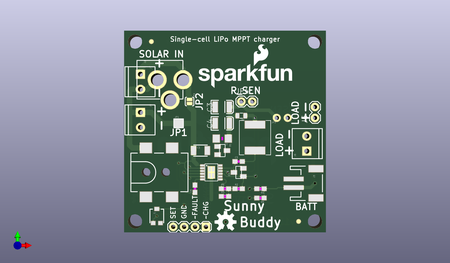 Single-cell LiPo MPPT charger
SOLAR IN
sparkfun
R_SEN
JP2
LOAD
JP1
LOAD
BATT
SET
GND
-FAULT
-CHG
Sunny
Buddy